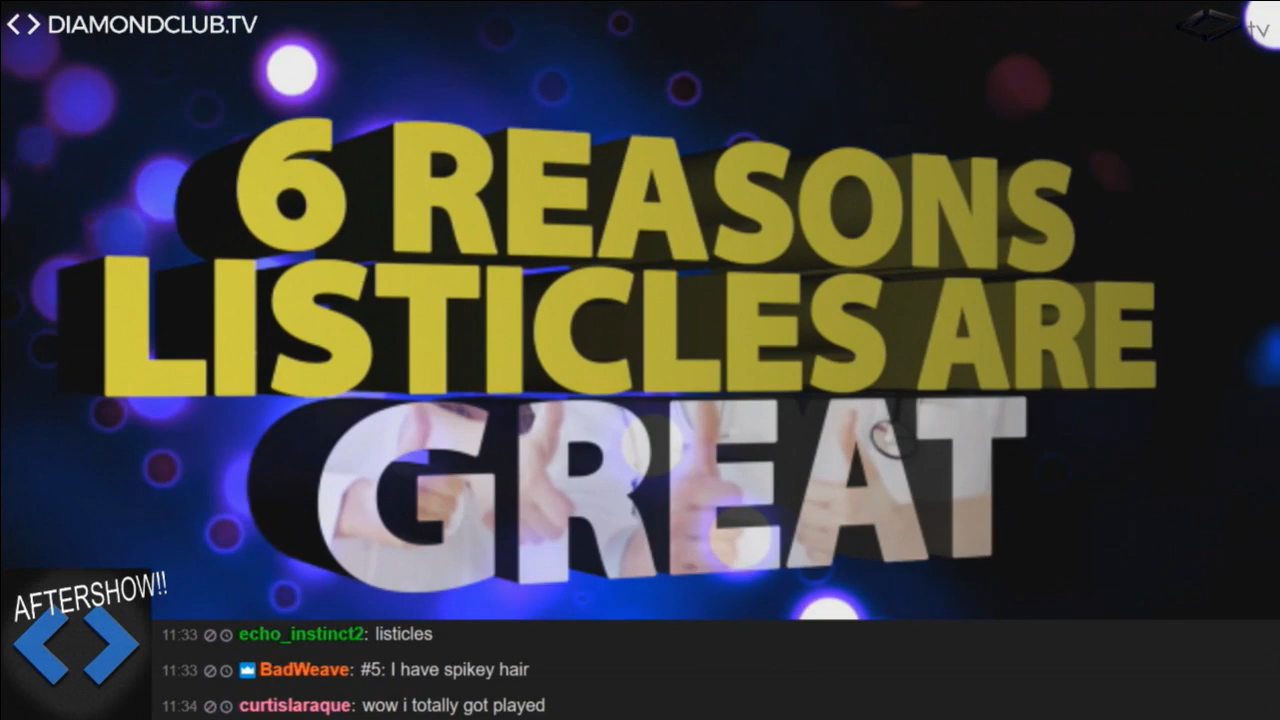 DIAMONDCLUB.TV
tv
6 REASONS
LISTICLES ARE
GREAT
AFTERSHOW!!
11:33 echo_instinct2: listicles
11:33 BadWeave: #5: I have spikey hair
11:34 curtislaraque: wow i totally got played